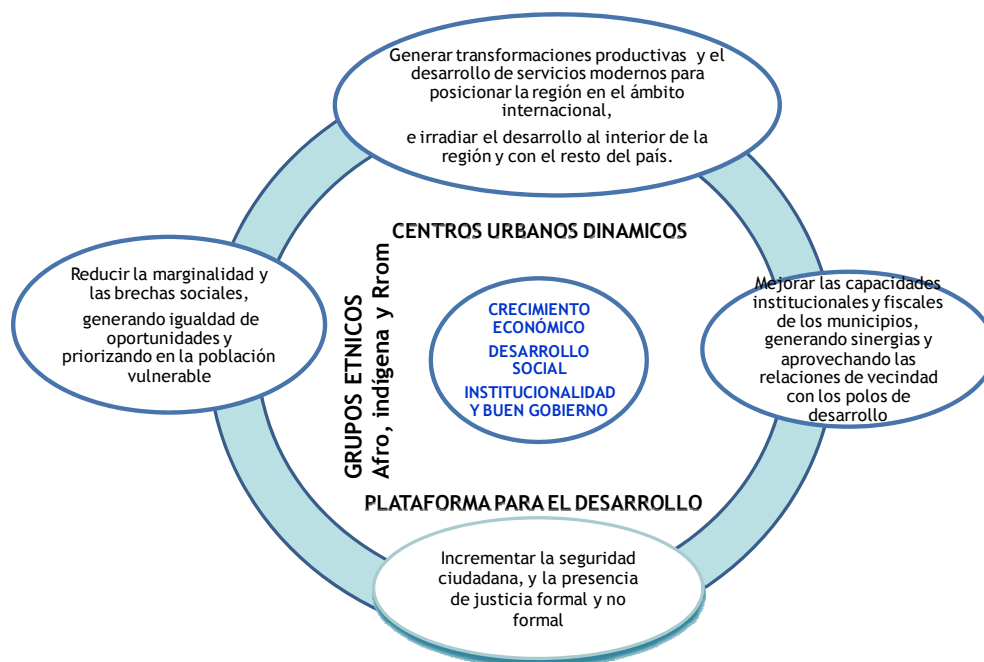 Generar transformaciones productivas y el
desarrollo de servicios modernos para
posicionar la región en el ámbito
internacional,
e irradiar el desarrollo al interior de la
región y con el resto del país.
CENTROS URBANOS DINAMICOS
Reducir la marginalidad y
las brechas sociales,
generando igualdad de
oportunidades y
priorizando en la población
vulnerable
GRUPOS ETNICOS
Afro, indígena y Rrom
CRECIMIENTO
ECONÓMICO
DESARROLLO
SOCIAL
INSTITUCIONALIDAD
Y BUEN GOBIERNO
Mejorar las capacidades
institucionales y fiscales
de los municipios,
generando sinergias y
aprovechando las
relaciones de vecindad
con los polos de
desarrollo
PLATAFORMA PARA EL DESARROLLO
Incrementar la seguridad
ciudadana, y la presencia
de justicia formal y no
formal